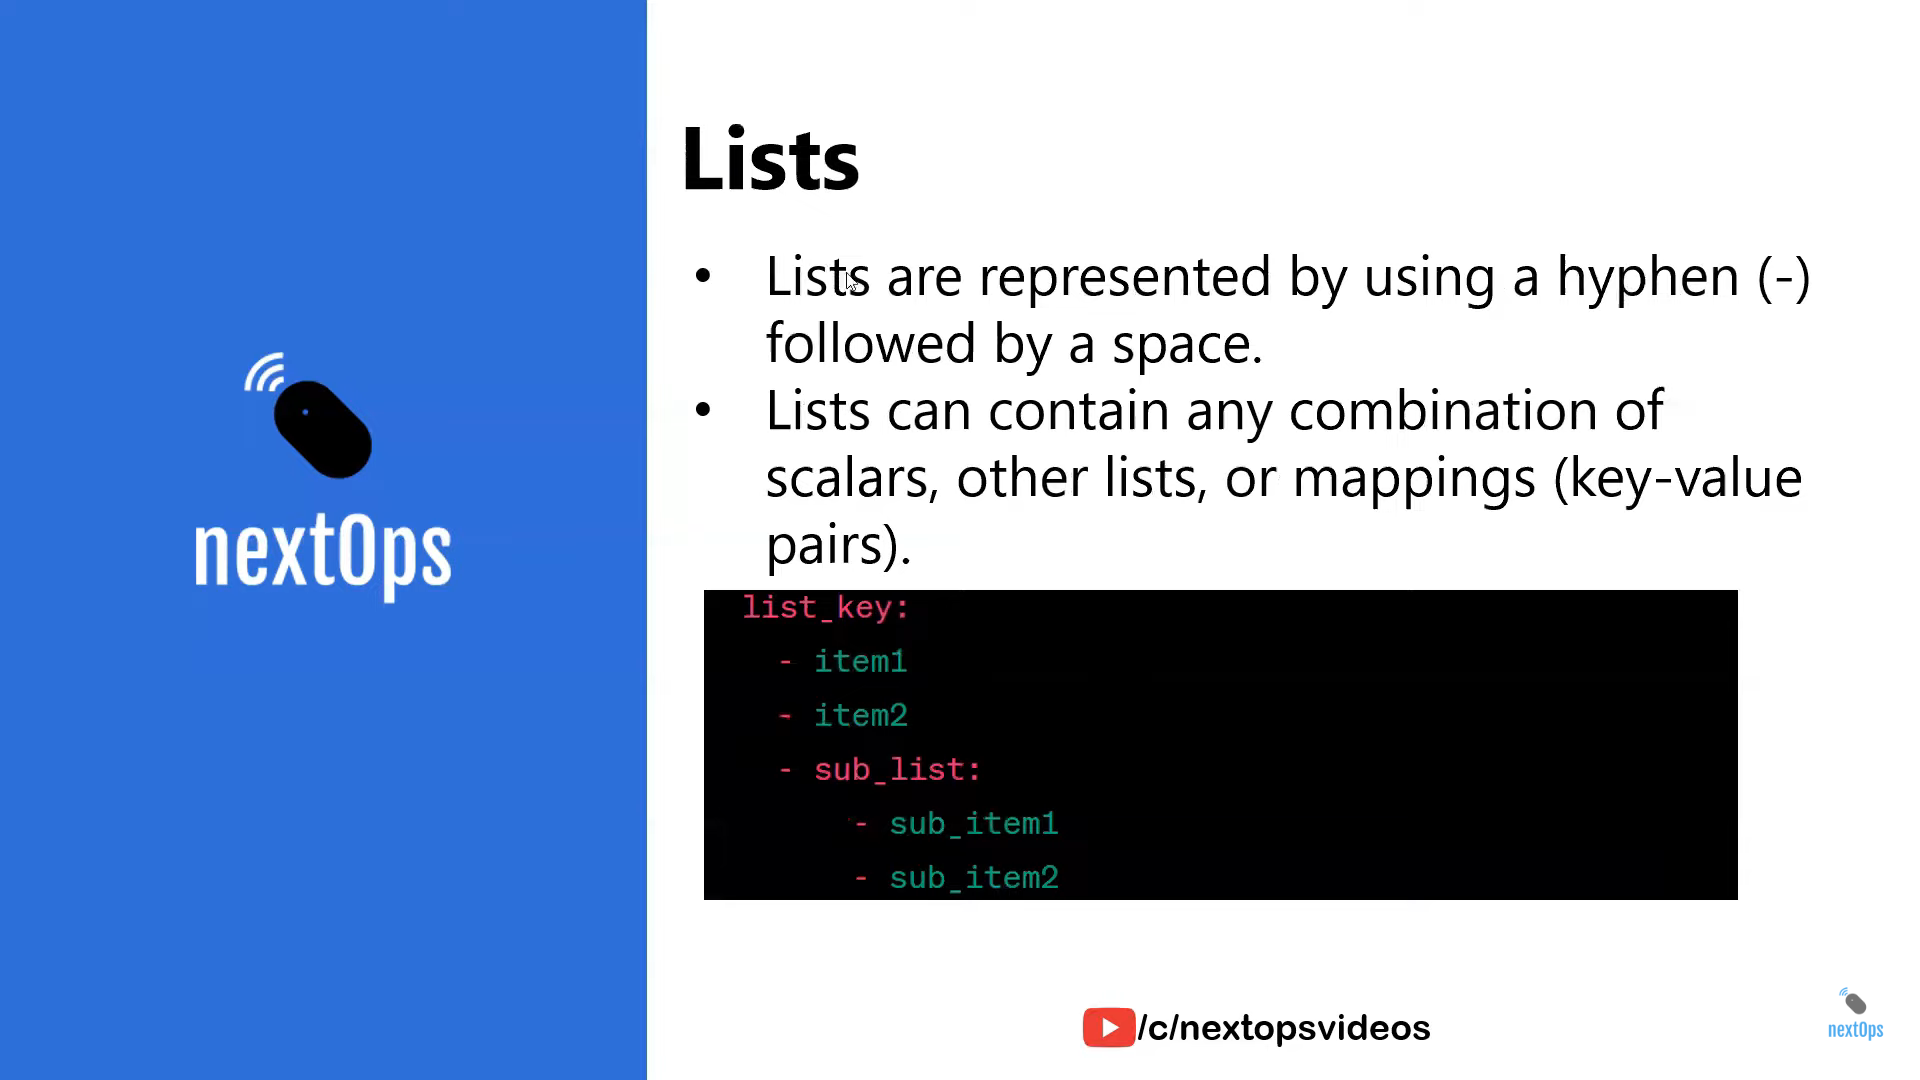 nextOps
Lists
• Lists are represented by using a hyphen (-)
followed by a space.
• Lists can contain any combination of
scalars, other lists, or mappings (key-value
pairs).
list_key:
  - item1
  - item2
  - sub_list:
      - sub_item1
      - sub_item2
/c/nextopsvideos
nextOps